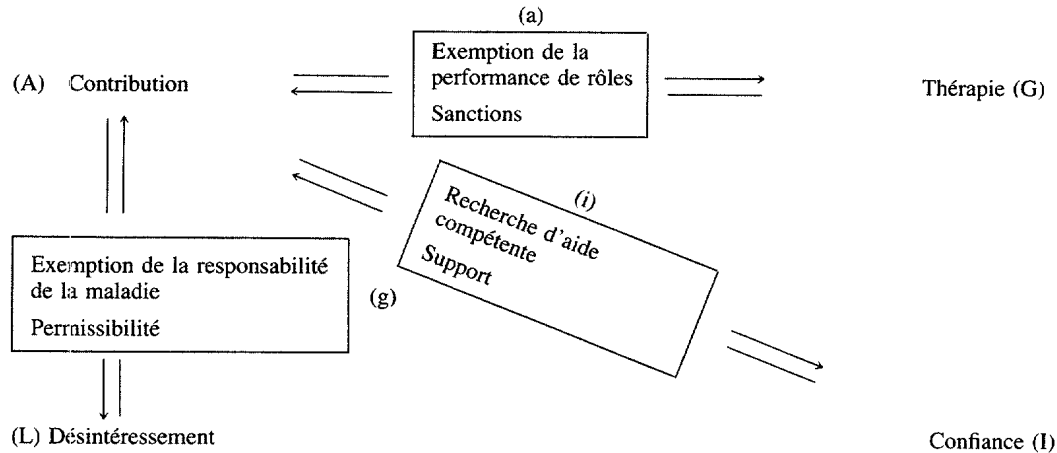 (a)
Exemption de la
performance de rôles
Sanctions
(A) Contribution
Thérapie (G)
(i)
Recherche d'aide
compétente
Support
Exemption de la responsabilité
de la maladie
Permissibilité
(g)
(L) Désintéressement
Confiance (I)